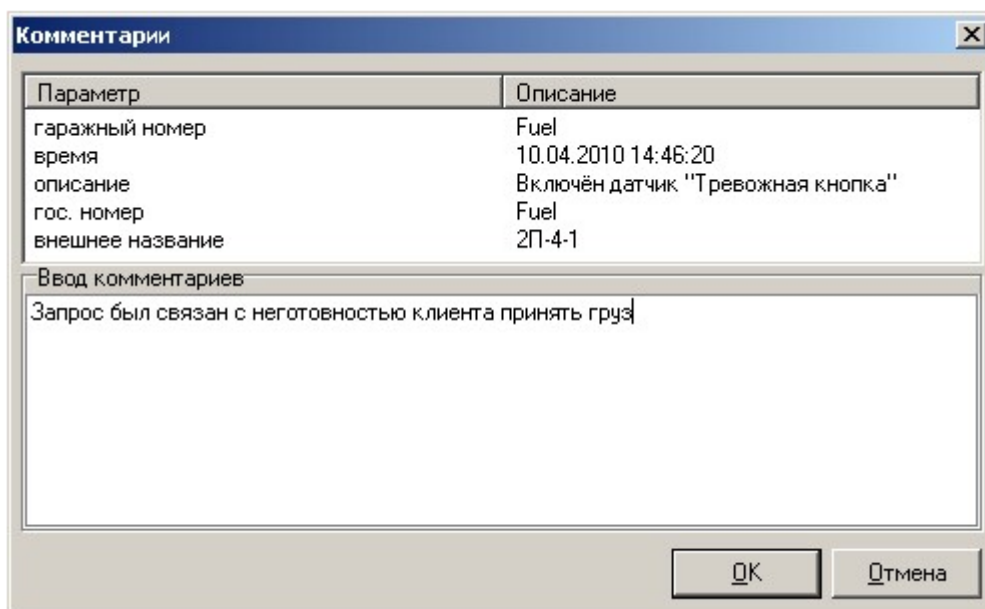 Комментарии
Параметр Описание
гаражный номер Fuel
время 10.04.2010 14:46:20
описание Включён датчик "Тревожная кнопка"
гос. номер Fuel
внешнее название 2П-4-1
Ввод комментариев
Запрос был связан с неготовностью клиента принять груз
OK Отмена